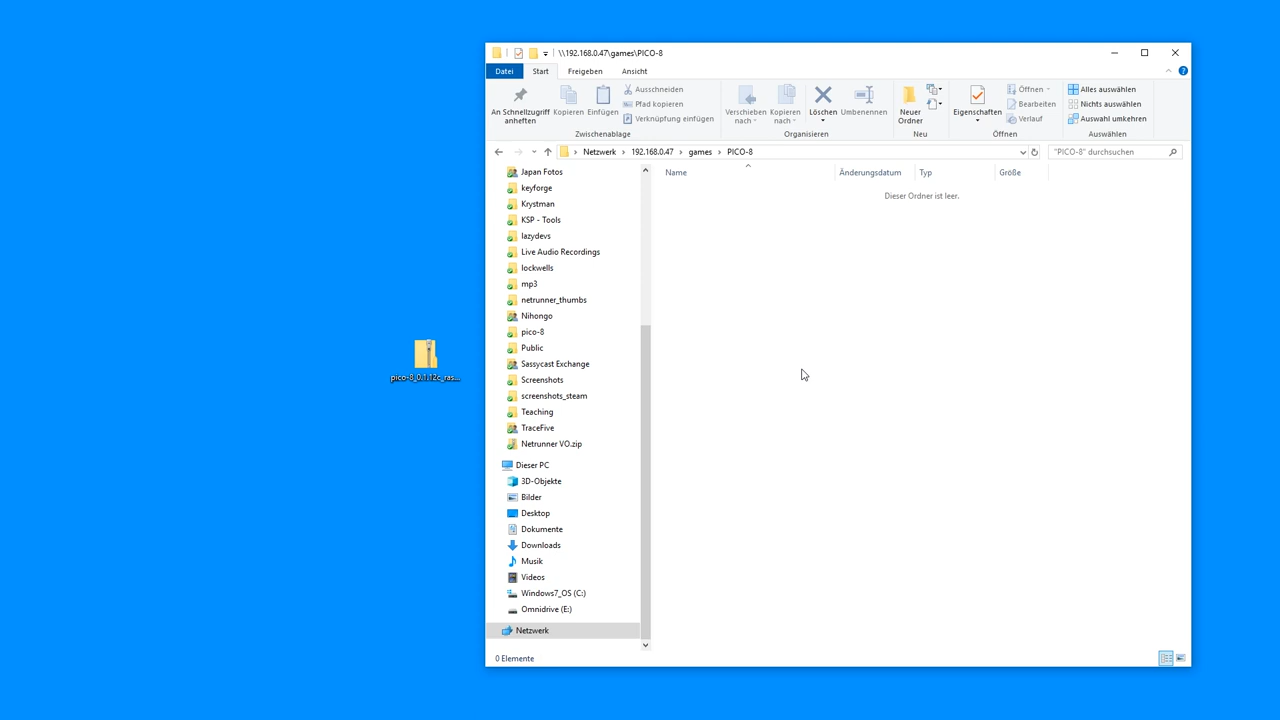 \\192.168.0.47\games\PICO-8
Datei Start Freigeben Ansicht
An Schnellzugriff anheften
Kopieren
Einfügen
Ausschneiden
Pfad kopieren
Verknüpfung einfügen
Zwischenablage
Verschieben nach
Kopieren nach
Löschen
Umbenennen
Organisieren
Neuer Ordner
Neu
Eigenschaften
Öffnen
Bearbeiten
Verlauf
Öffnen
Alles auswählen
Nichts auswählen
Auswahl umkehren
Auswählen
Netzwerk > 192.168.0.47 > games > PICO-8
"PICO-8" durchsuchen
Name Änderungsdatum Typ Größe
Dieser Ordner ist leer.
Japan Fotos
keyforge
Krystman
KSP - Tools
lazydevs
Live Audio Recordings
lockwells
mp3
netrunner_thumbs
Nihongo
pico-8
Public
Sassycast Exchange
Screenshots
screenshots_steam
Teaching
TraceFive
Netrunner VO.zip
Dieser PC
3D-Objekte
Bilder
Desktop
Dokumente
Downloads
Musik
Videos
Windows7_OS (C:)
Omnidrive (E:)
Netzwerk
0 Elemente
pico-8_0.1.12c_ras...